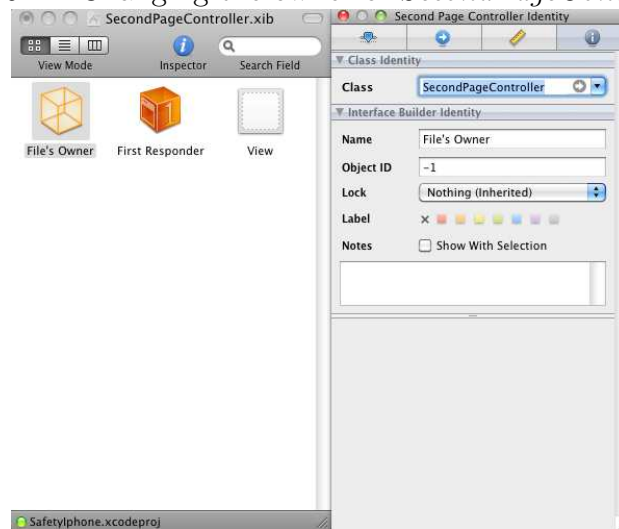 SecondPageController.xib
View Mode
Inspector
Search Field
File's Owner
First Responder
View
SafetyIphone.xcodeproj
Second Page Controller Identity
Class Identity
Class
SecondPageController
Interface Builder Identity
Name
File's Owner
Object ID
-1
Lock
Nothing (Inherited)
Label
Notes
Show With Selection